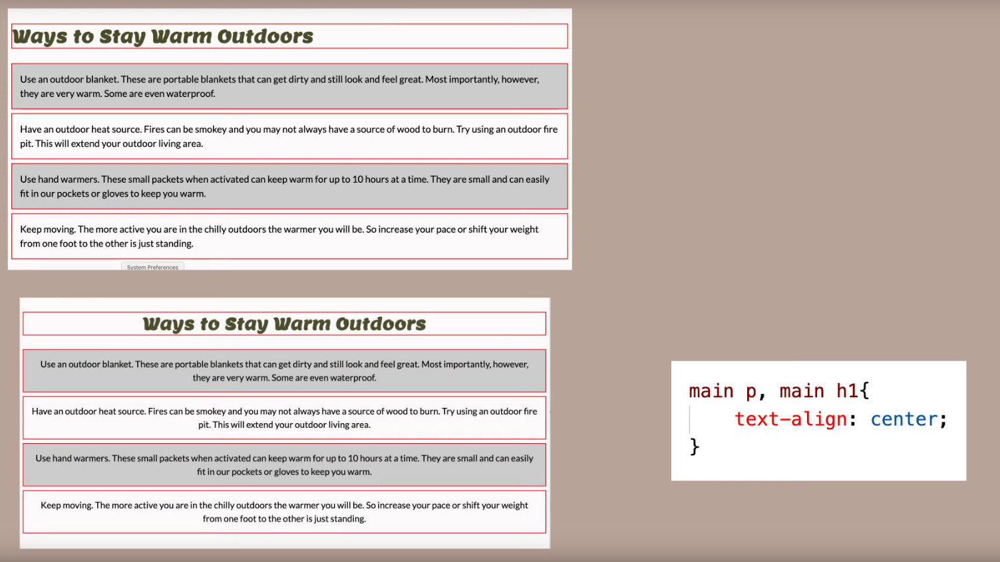 Ways to Stay Warm Outdoors
Use an outdoor blanket. These are portable blankets that can get dirty and still look and feel great. Most importantly, however,
they are very warm. Some are even waterproof.
Have an outdoor heat source. Fires can be smokey and you may not always have a source of wood to burn. Try using an outdoor fire
pit. This will extend your outdoor living area.
Use hand warmers. These small packets when activated can keep warm for up to 10 hours at a time. They are small and can easily
fit in our pockets or gloves to keep you warm.
Keep moving. The more active you are in the chilly outdoors the warmer you will be. So increase your pace or shift your weight
from one foot to the other is just standing.
System Preferences
Ways to Stay Warm Outdoors
Use an outdoor blanket. These are portable blankets that can get dirty and still look and feel great. Most importantly, however,
they are very warm. Some are even waterproof.
Have an outdoor heat source. Fires can be smokey and you may not always have a source of wood to burn. Try using an outdoor fire
pit. This will extend your outdoor living area.
Use hand warmers. These small packets when activated can keep warm for up to 10 hours at a time. They are small and can easily
fit in our pockets or gloves to keep you warm.
Keep moving. The more active you are in the chilly outdoors the warmer you will be. So increase your pace or shift your weight
from one foot to the other is just standing.
main p, main h1{
text-align: center;
}